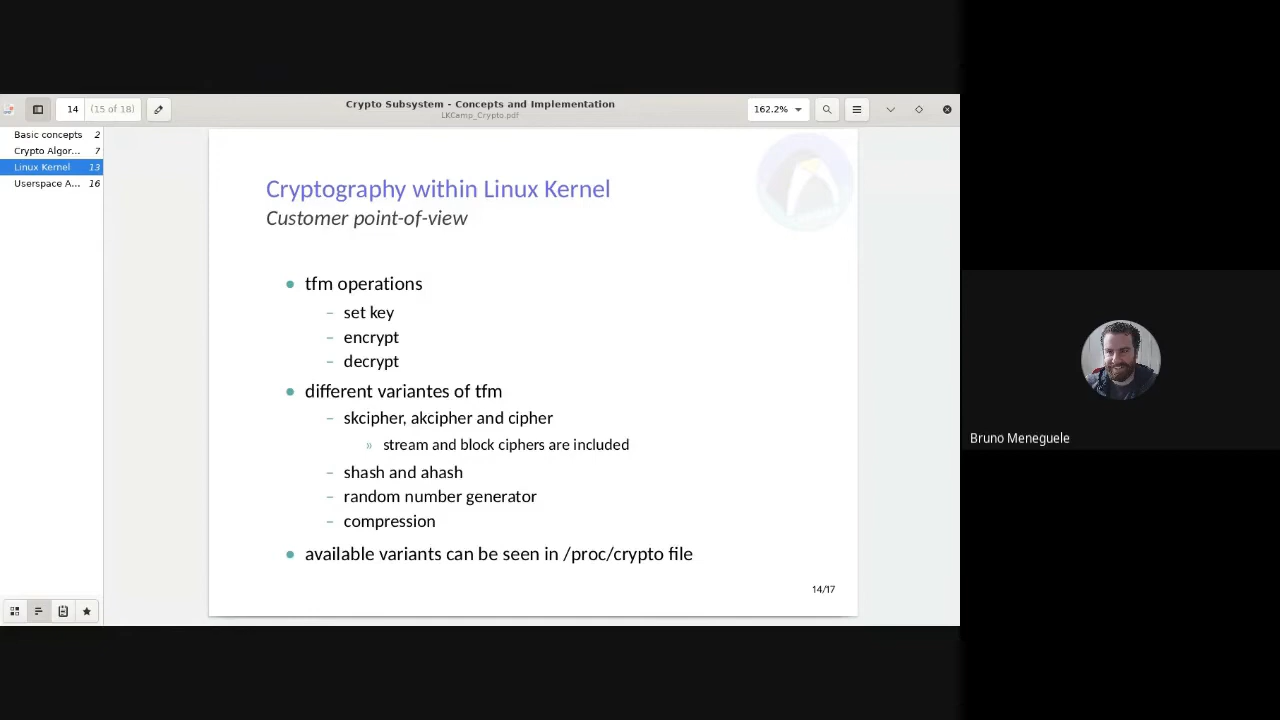 14 (15 of 18)
Crypto Subsystem - Concepts and Implementation
LKCamp_Crypto.pdf
162.2%
Basic concepts 2
Crypto Algor... 7
Linux Kernel 13
Userspace A... 16
Cryptography within Linux Kernel
Customer point-of-view
• tfm operations
– set key
– encrypt
– decrypt
• different variantes of tfm
– skcipher, akcipher and cipher
» stream and block ciphers are included
– shash and ahash
– random number generator
– compression
• available variants can be seen in /proc/crypto file
14/17
Bruno Meneguele